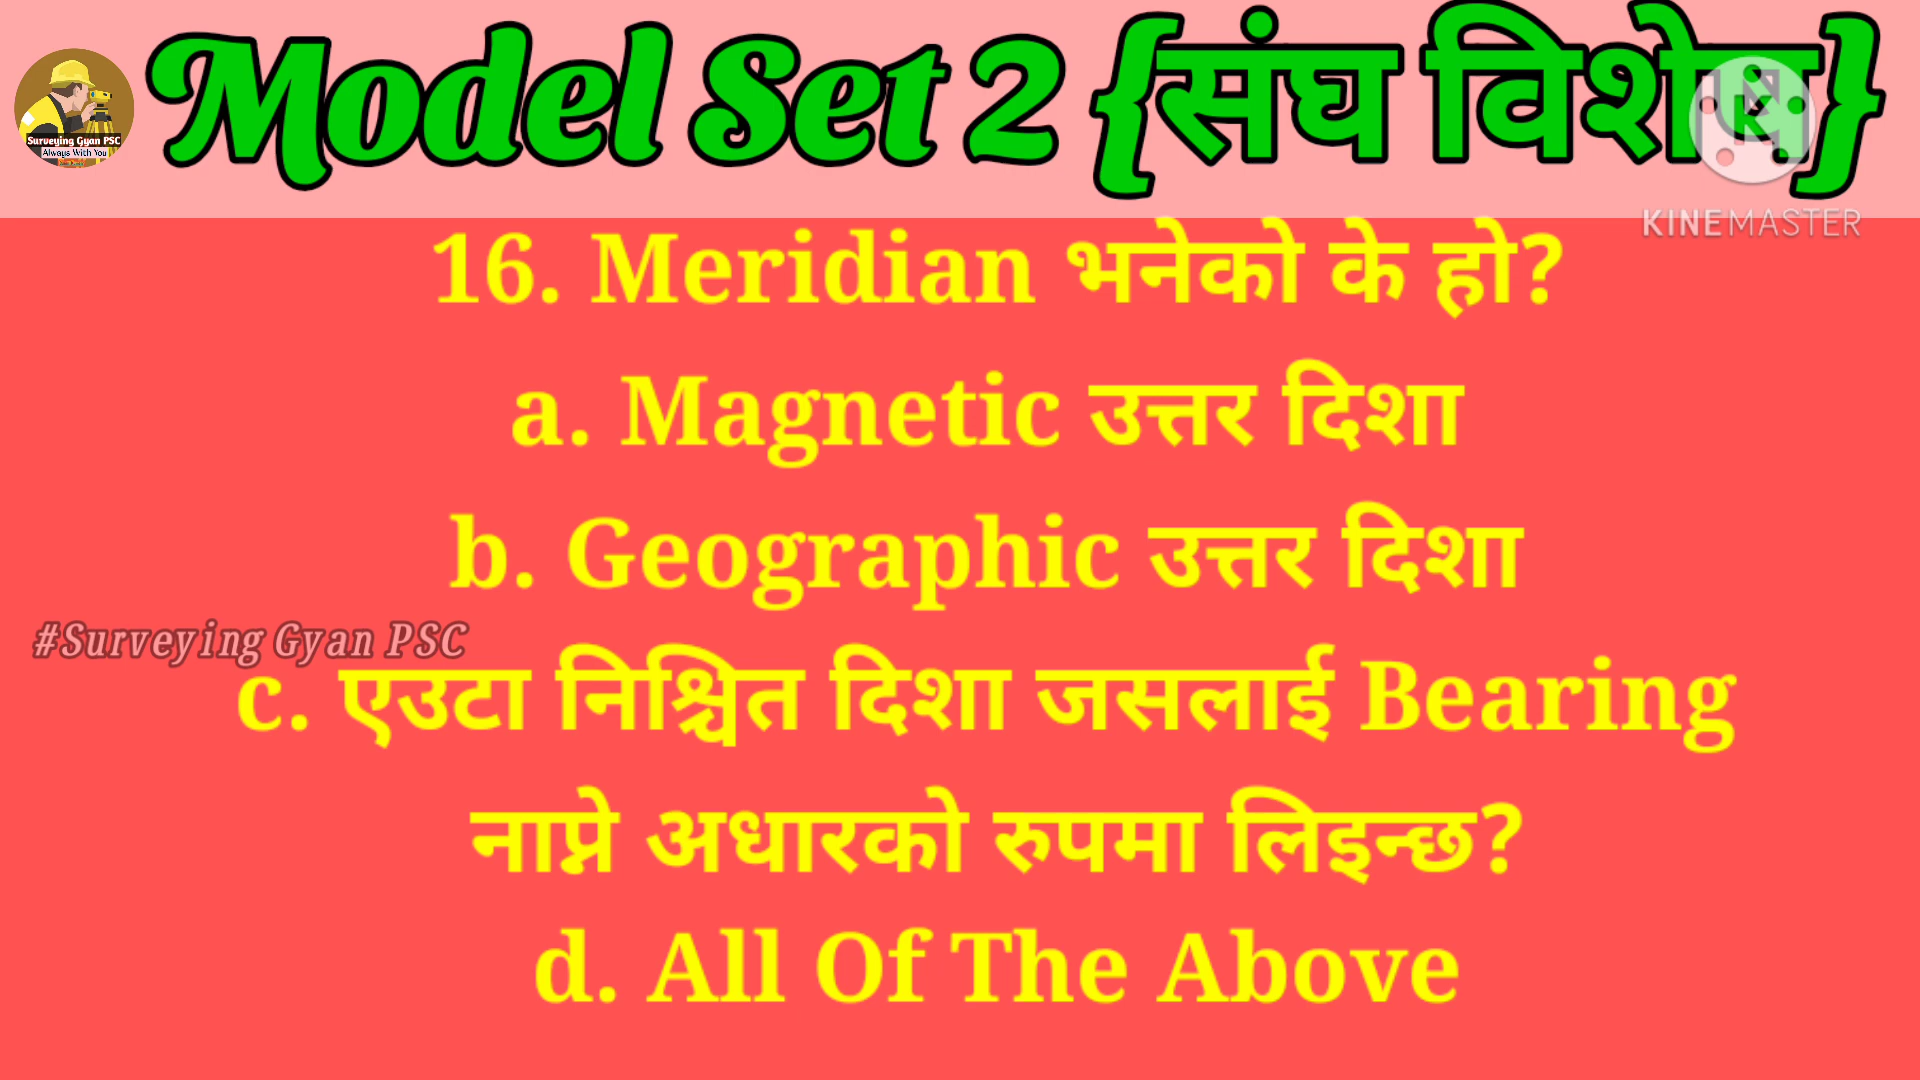 Model Set 2 {संघ विशेष}
Surveying Gyan PSC
Always With You
K
KINEMASTER
16. Meridian भनेको के हो?
a. Magnetic उत्तर दिशा
b. Geographic उत्तर दिशा
#Surveying Gyan PSC
c. एउटा निश्चित दिशा जसलाई Bearing
नाप्ने अधारको रुपमा लिइन्छ?
d. All Of The Above